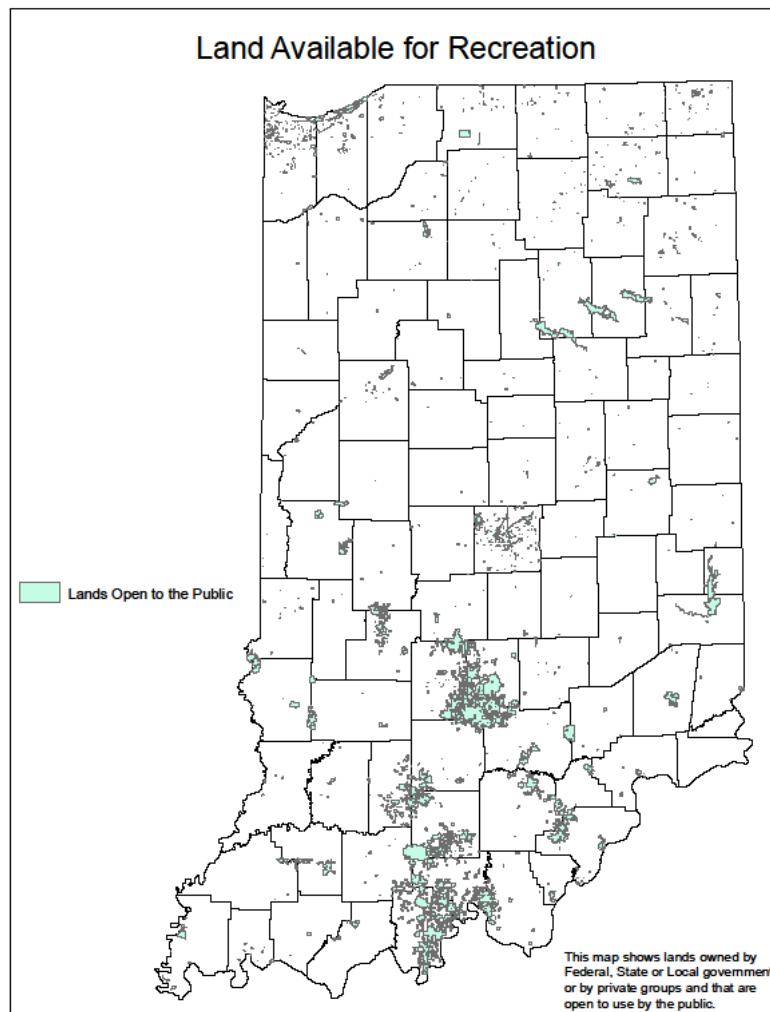 Land Available for Recreation
Lands Open to the Public
This map shows lands owned by
Federal, State or Local government
or by private groups and that are
open to use by the public.